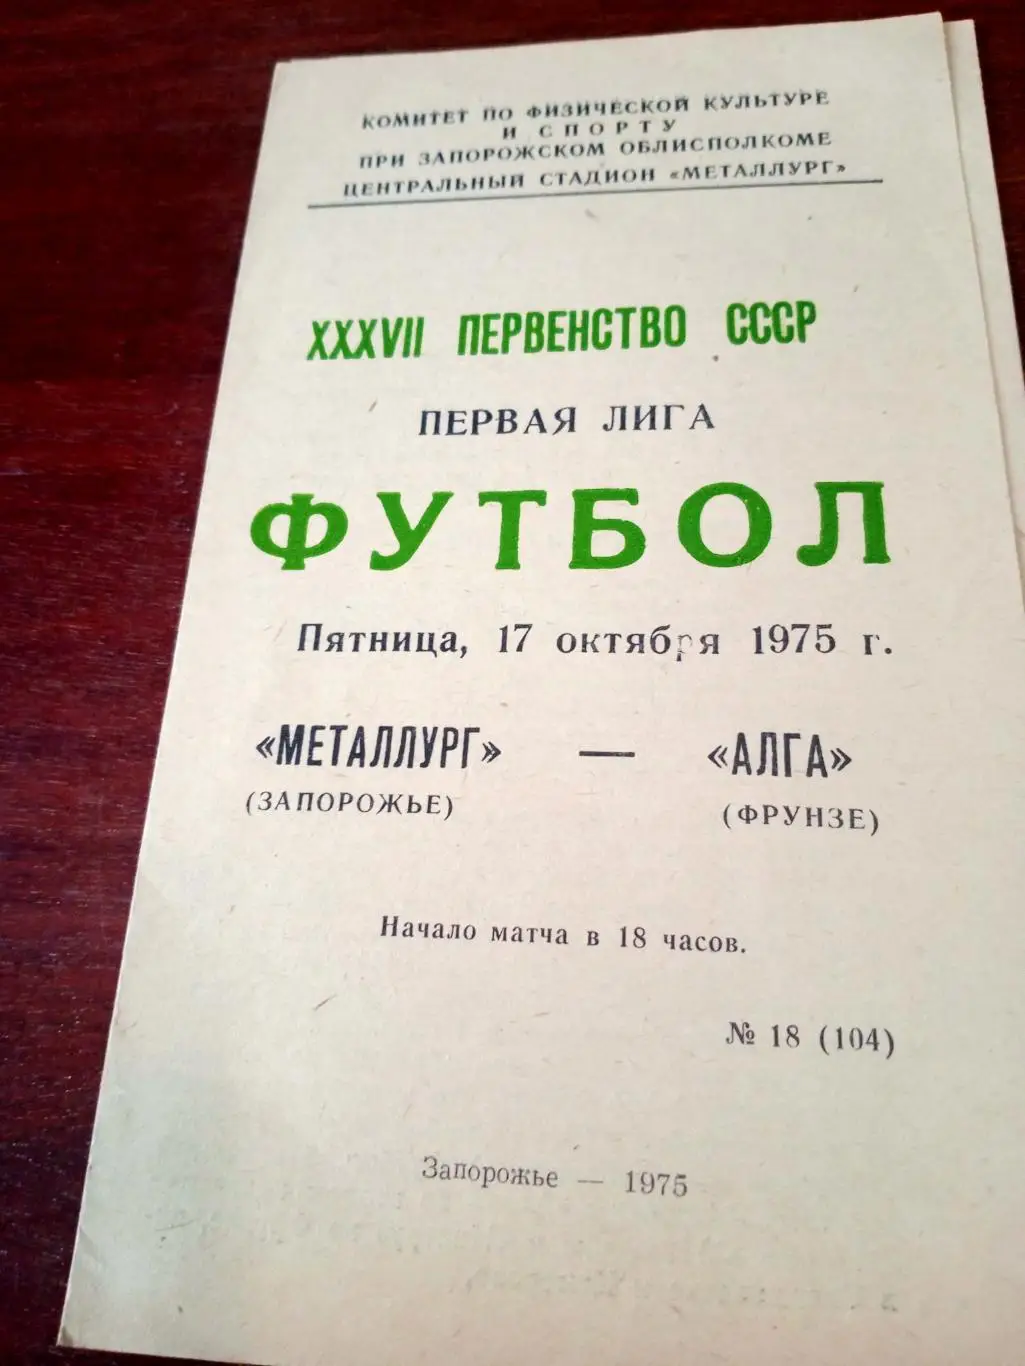 КОМИТЕТ ПО ФИЗИЧЕСКОЙ КУЛЬТУРЕ
И СПОРТУ
ПРИ ЗАПОРОЖСКОМ ОБЛИСПОЛКОМЕ
ЦЕНТРАЛЬНЫЙ СТАДИОН «МЕТАЛЛУРГ»
XXXVII ПЕРВЕНСТВО СССР
ПЕРВАЯ ЛИГА
ФУТБОЛ
Пятница, 17 октября 1975 г.
«МЕТАЛЛУРГ» — «АЛГА»
(ЗАПОРОЖЬЕ) (ФРУНЗЕ)
Начало матча в 18 часов.
№ 18 (104)
Запорожье — 1975